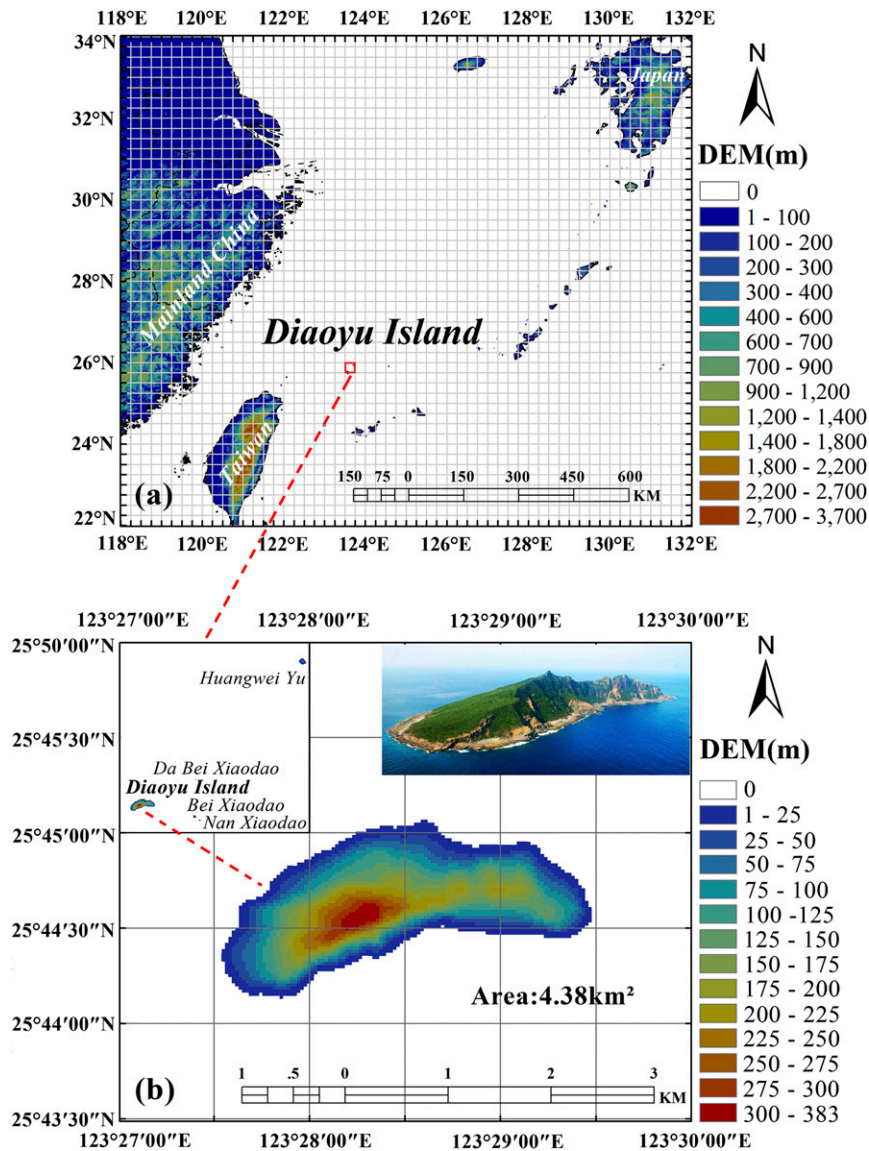 118°E 120°E 122°E 124°E 126°E 128°E 130°E 132°E
34°N
32°N
30°N
28°N
26°N
24°N
22°N
Japan
Mainland China
Diaoyu Island
Taiwan
150 75 0 150 300 450 600
KM
(a)
118°E 120°E 122°E 124°E 126°E 128°E 130°E 132°E
N
DEM(m)
0
1 - 100
100 - 200
200 - 300
300 - 400
400 - 600
600 - 700
700 - 900
900 - 1,200
1,200 - 1,400
1,400 - 1,800
1,800 - 2,200
2,200 - 2,700
2,700 - 3,700
123°27'00"E 123°28'00"E 123°29'00"E 123°30'00"E
25°50'00"N
25°45'30"N
25°45'00"N
25°44'30"N
25°44'00"N
25°43'30"N
Huangwei Yu
Da Bei Xiaodao
Diaoyu Island
Bei Xiaodao
Nan Xiaodao
Area:4.38km²
1 .5 0 1 2 3
KM
(b)
123°27'00"E 123°28'00"E 123°29'00"E 123°30'00"E
N
DEM(m)
0
1 - 25
25 - 50
50 - 75
75 - 100
100 -125
125 - 150
150 - 175
175 - 200
200 - 225
225 - 250
250 - 275
275 - 300
300 - 383